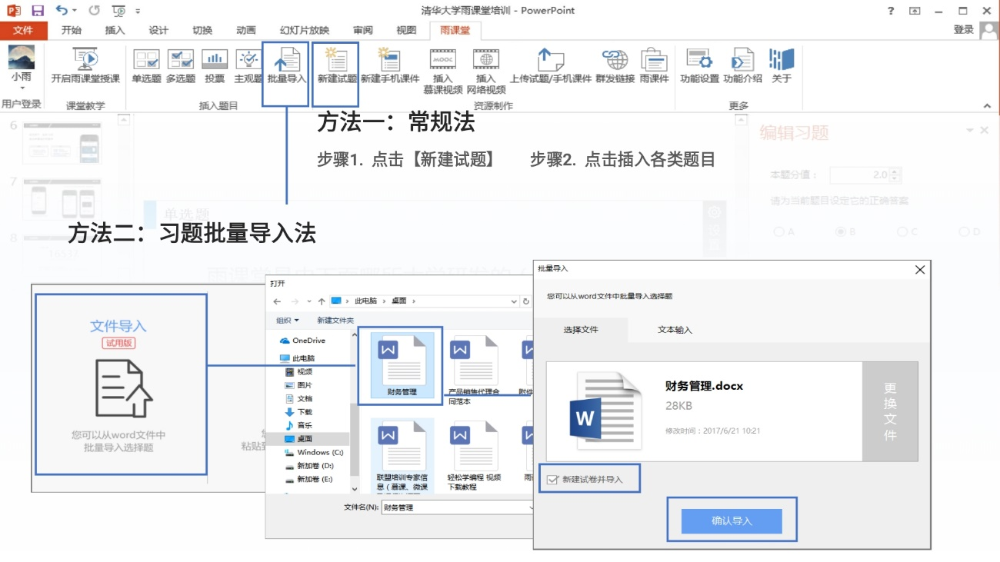 清华大学雨课堂培训 - PowerPoint
文件 开始 插入 设计 切换 动画 幻灯片放映 审阅 视图 雨课堂
登录
小雨 开启雨课堂授课 单选题 多选题 投票 主观题 批量导入 新建试题 新建手机课件 插入 慕课视频 插入 网络视频 上传试题/手机课件 群发链接 雨课件 功能设置 功能介绍 关于
用户登录 课堂教学 插入题目 资源制作 更多
方法一：常规法
步骤1. 点击【新建试题】 步骤2. 点击插入各类题目
编辑习题
本题分值： 2.0
请为当前题目设定它的正确答案
A B C D
6
7
8
单选题
方法二：习题批量导入法
文件导入
试用版
您可以从word文件中
批量导入选择题
粘贴到
打开
此电脑 › 桌面 ›
组织 新建文件夹
OneDrive
此电脑
视频
图片
文档
下载
音乐
桌面
Windows (C:)
新加卷 (D:)
新加卷 (E:)
财务管理
产品销售代理合
同范本
附件
联盟培训专家信
息（慕课、微课
轻松学编程 视频
下载教程
文件名(N): 财务管理
批量导入
您可以从word文件中批量导入选择题
选择文件 文本输入
W
财务管理.docx
28KB
修改时间：2017/6/21 10:21
更换文件
新建试卷并导入
确认导入